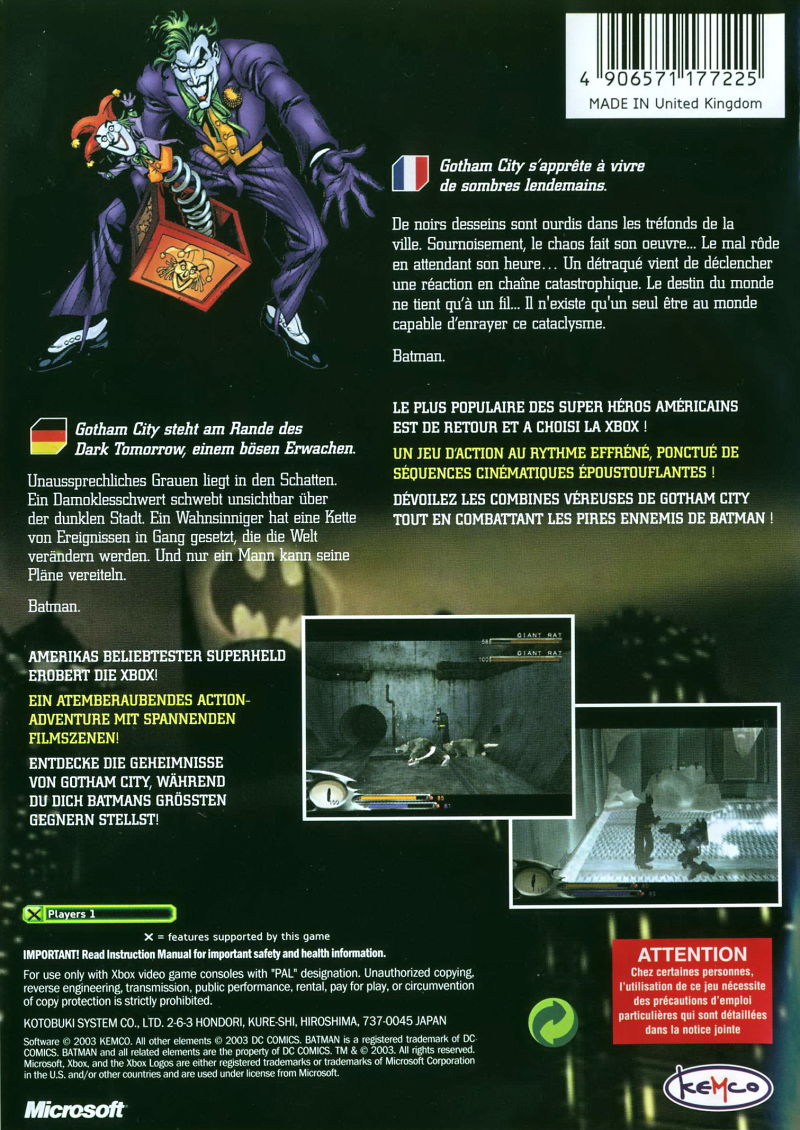 4 906571 177225
MADE IN United Kingdom
Gotham City s'apprête à vivre
de sombres lendemains.
De noirs desseins sont ourdis dans les tréfonds de la
ville. Sournoisement, le chaos fait son oeuvre... Le mal rôde
en attendant son heure... Un détraqué vient de déclencher
une réaction en chaîne catastrophique. Le destin du monde
ne tient qu'à un fil... Il n'existe qu'un seul être au monde
capable d'enrayer ce cataclysme.
Batman.
LE PLUS POPULAIRE DES SUPER HÉROS AMÉRICAINS
EST DE RETOUR ET A CHOISI LA XBOX !
UN JEU D'ACTION AU RYTHME EFFRÉNÉ, PONCTUÉ DE
SÉQUENCES CINÉMATIQUES ÉPOUSTOUFLANTES !
DÉVOILEZ LES COMBINES VÉREUSES DE GOTHAM CITY
TOUT EN COMBATTANT LES PIRES ENNEMIS DE BATMAN !
Gotham City steht am Rande des
Dark Tomorrow, einem bösen Erwachen.
Unaussprechliches Grauen liegt in den Schatten.
Ein Damoklesschwert schwebt unsichtbar über
der dunklen Stadt. Ein Wahnsinniger hat eine Kette
von Ereignissen in Gang gesetzt, die die Welt
verändern werden. Und nur ein Mann kann seine
Pläne vereiteln.
Batman.
AMERIKAS BELIEBTESTER SUPERHELD
EROBERT DIE XBOX!
EIN ATEMBERAUBENDES ACTION-
ADVENTURE MIT SPANNENDEN
FILMSZENEN!
ENTDECKE DIE GEHEIMNISSE
VON GOTHAM CITY, WÄHREND
DU DICH BATMANS GRÖSSTEN
GEGNERN STELLST!
GIANT RAT
GIANT RAT
100
Players 1
X = features supported by this game
IMPORTANT! Read Instruction Manual for important safety and health information.
For use only with Xbox video game consoles with "PAL" designation. Unauthorized copying,
reverse engineering, transmission, public performance, rental, pay for play, or circumvention
of copy protection is strictly prohibited.
KOTOBUKI SYSTEM CO., LTD. 2-6-3 HONDORI, KURE-SHI, HIROSHIMA, 737-0045 JAPAN
Software © 2003 KEMCO. All other elements © 2003 DC COMICS. BATMAN is a registered trademark of DC
COMICS. BATMAN and all related elements are the property of DC COMICS. TM & © 2003. All rights reserved.
Microsoft, Xbox, and the Xbox Logos are either registered trademarks or trademarks of Microsoft Corporation
in the U.S. and/or other countries and are used under license from Microsoft.
Microsoft
ATTENTION
Chez certaines personnes,
l'utilisation de ce jeu nécessite
des précautions d'emploi
particulières qui sont détaillées
dans la notice jointe
KEMCO